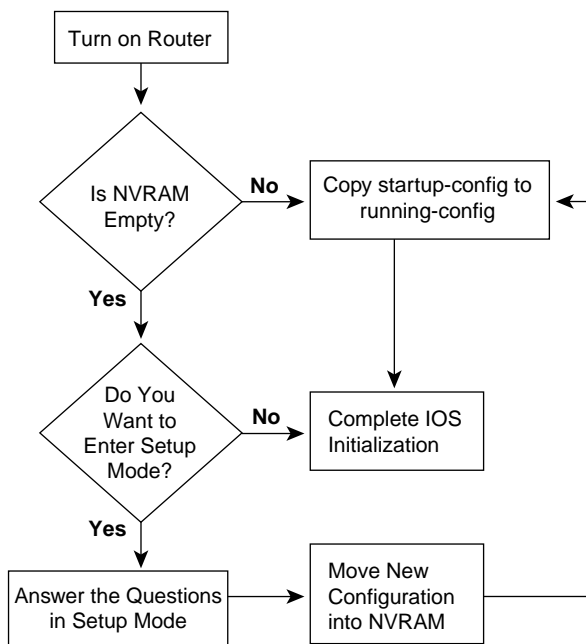 Turn on Router
Is NVRAM
Empty?
No
Copy startup-config to
running-config
Yes
Do You
Want to
Enter Setup
Mode?
No
Complete IOS
Initialization
Yes
Answer the Questions
in Setup Mode
Move New
Configuration
into NVRAM